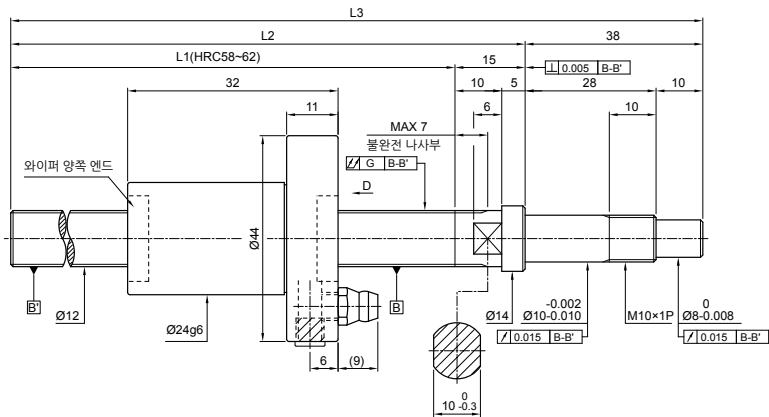 L3
L2
38
L1(HRC58~62)
15
⊥ 0.005 B-B'
32
10
5
28
11
6
10
10
MAX 7
불완전 나사부
와이퍼 양쪽 엔드
G B-B'
D
Ø44
B'
B
Ø12
Ø24g6
Ø14
-0.002
Ø10-0.010
M10×1P
0
Ø8-0.008
0.015 B-B'
0.015 B-B'
6
(9)
0
10 -0.3